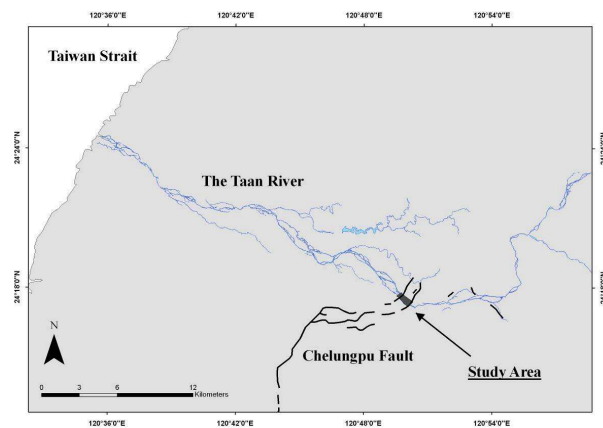 120°36'0"E 120°42'0"E 120°48'0"E 120°54'0"E
Taiwan Strait
24°24'0"N
The Taan River
24°18'0"N
N
Chelungpu Fault
Study Area
0 3 6 12
Kilometers
120°36'0"E 120°42'0"E 120°48'0"E 120°54'0"E